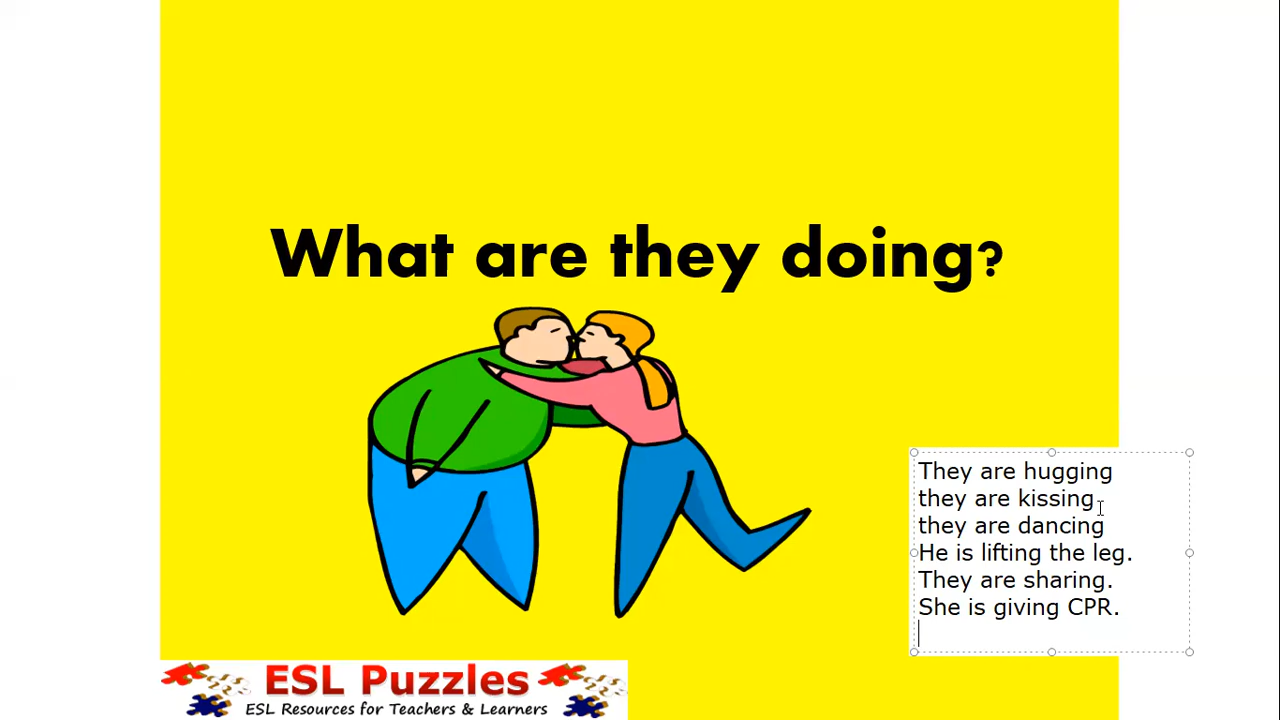 What are they doing?
They are hugging
they are kissing
they are dancing
He is lifting the leg.
They are sharing.
She is giving CPR.
ESL Puzzles
ESL Resources for Teachers & Learners